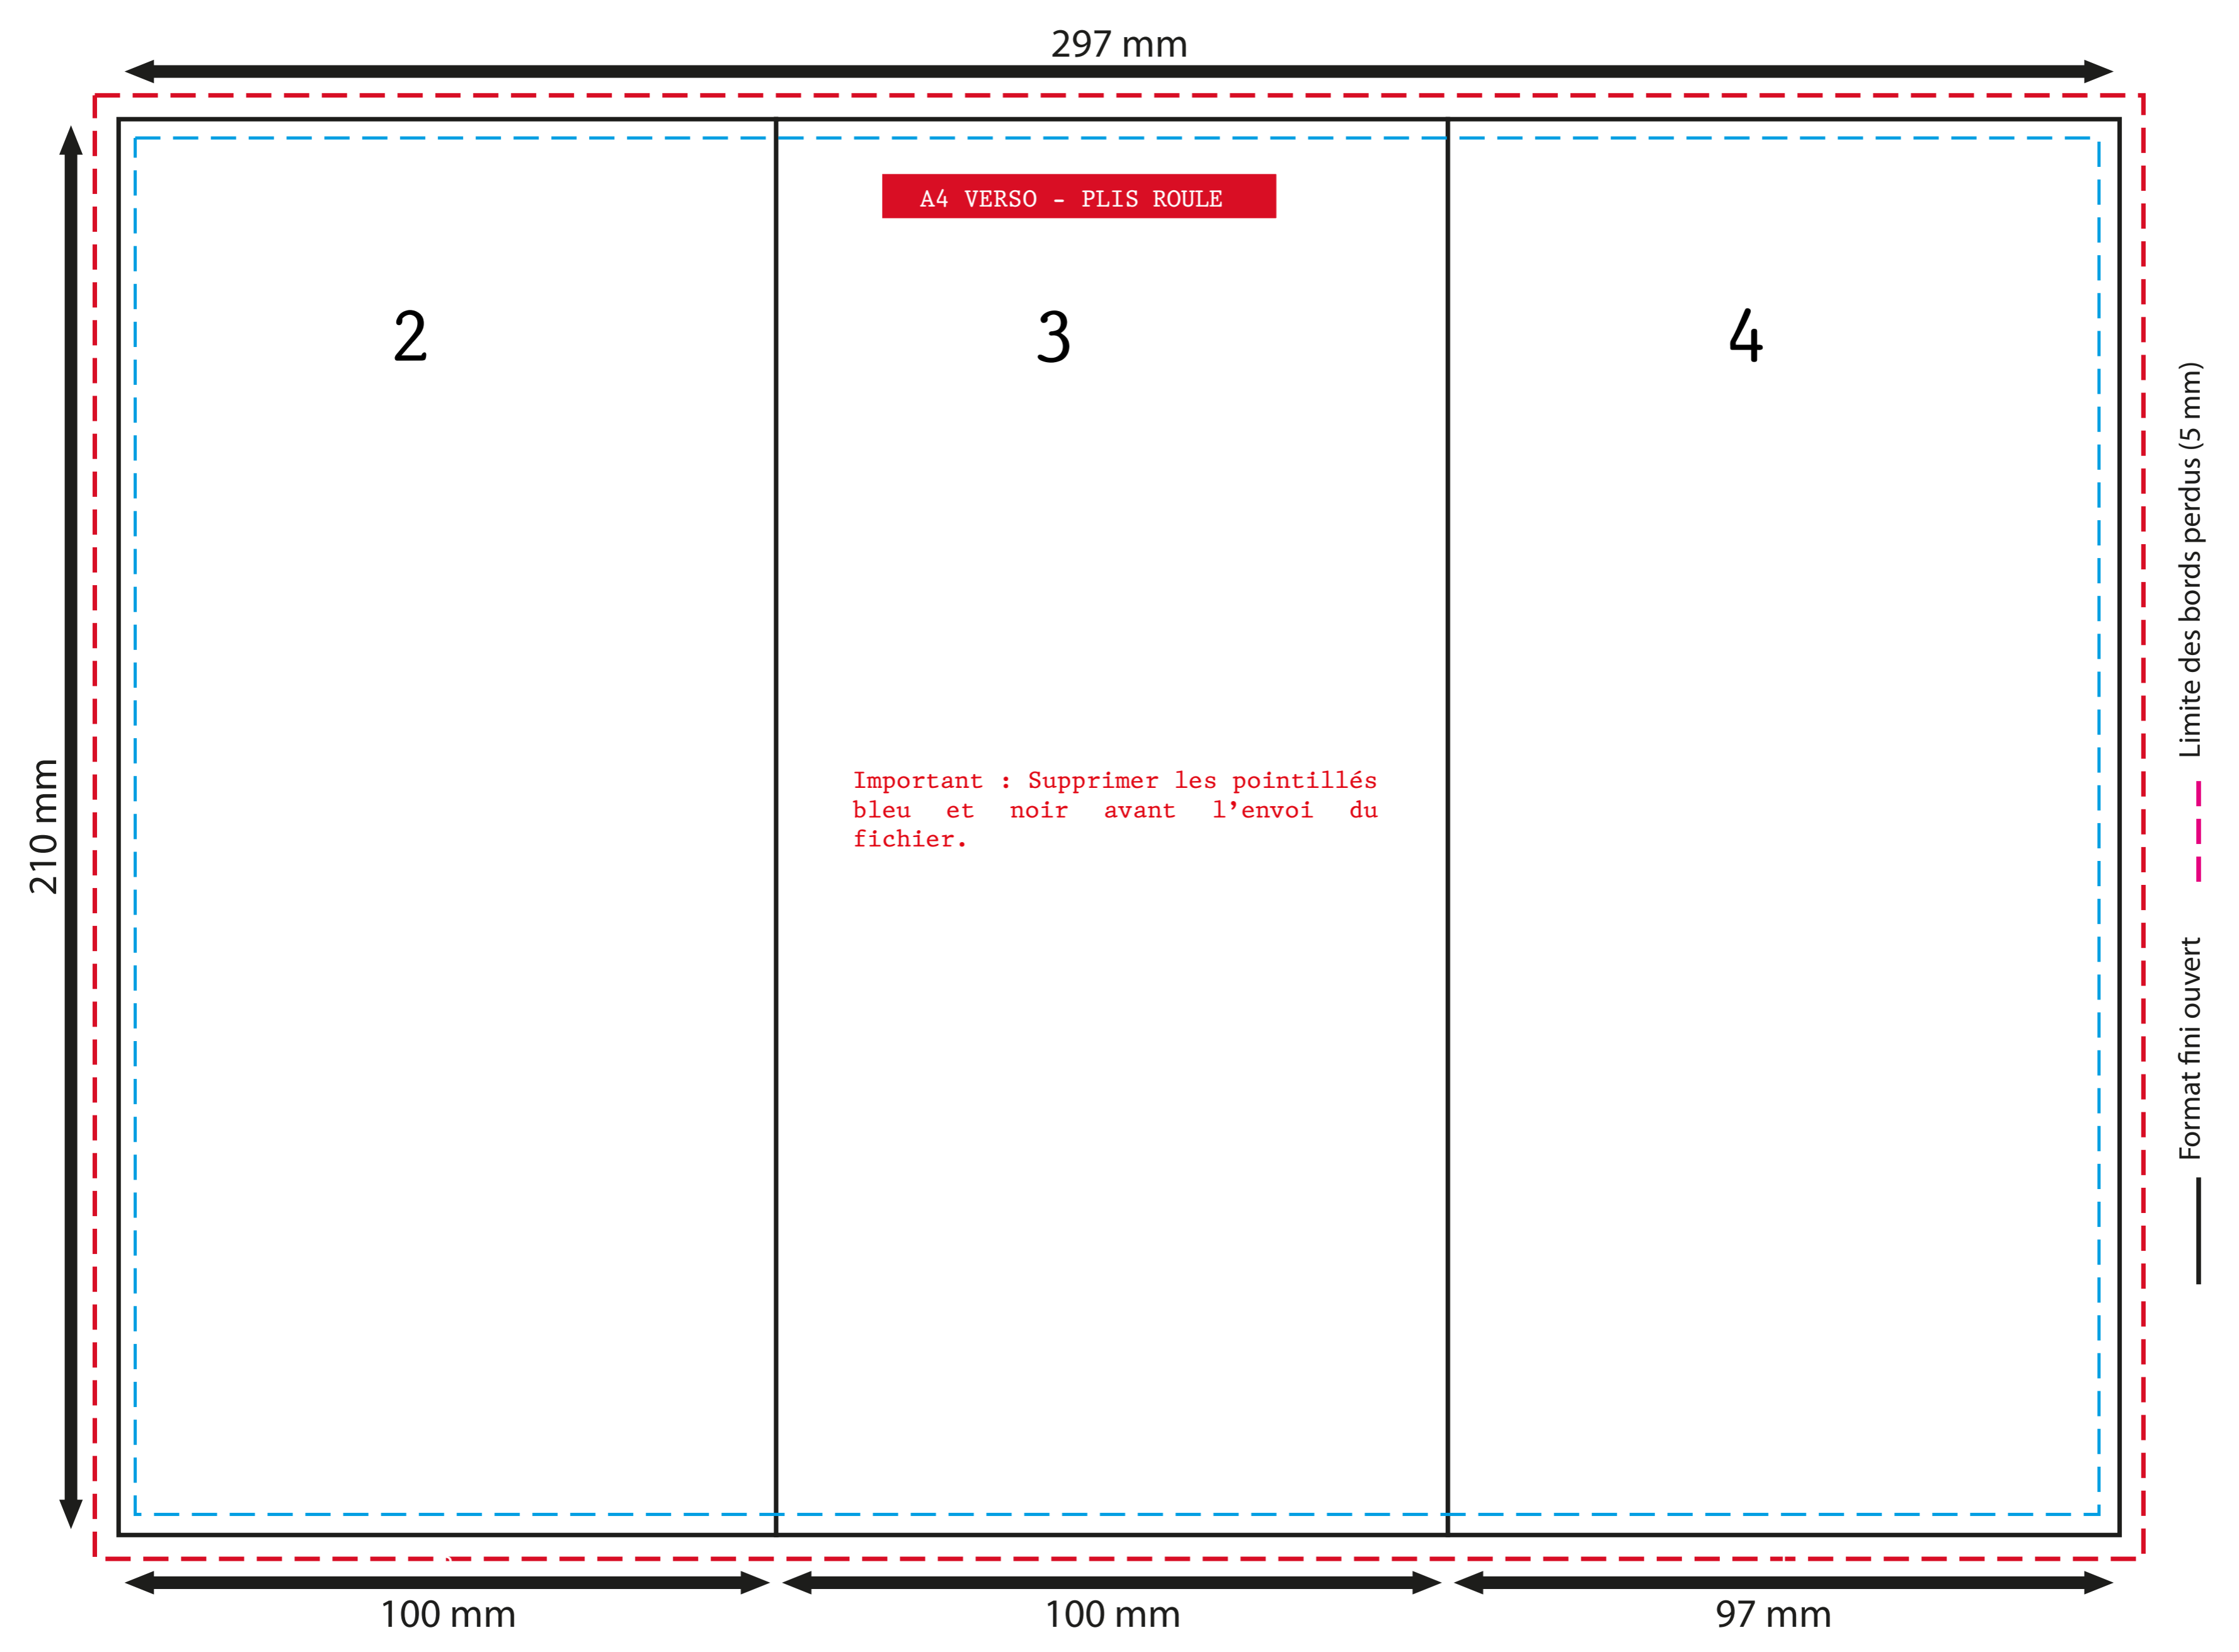 297 mm
A4 VERSO - PLIS ROULE
2
3
4
210 mm
Important : Supprimer les pointillés
bleu et noir avant l’envoi du
fichier.
Limite des bords perdus (5 mm)
Format fini ouvert
100 mm
100 mm
97 mm